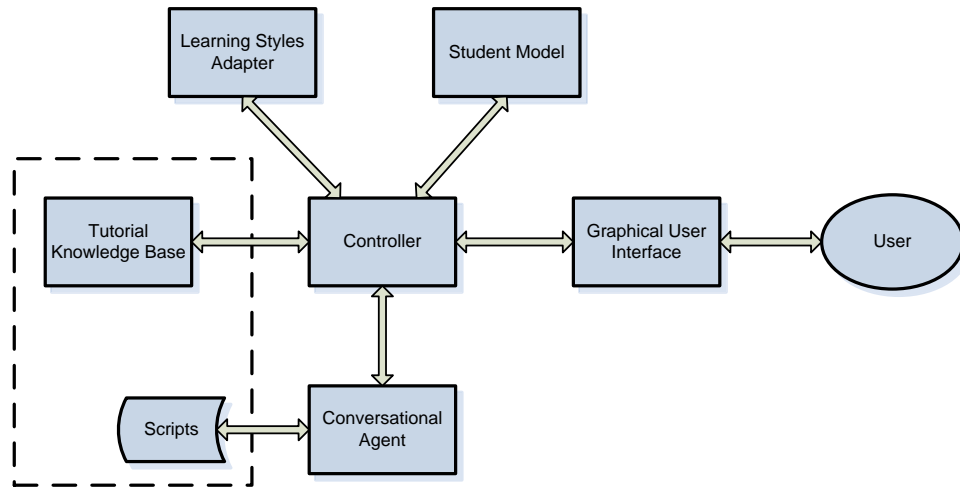 Learning Styles
Adapter
Student Model
Tutorial
Knowledge Base
Controller
Graphical User
Interface
User
Scripts
Conversational
Agent